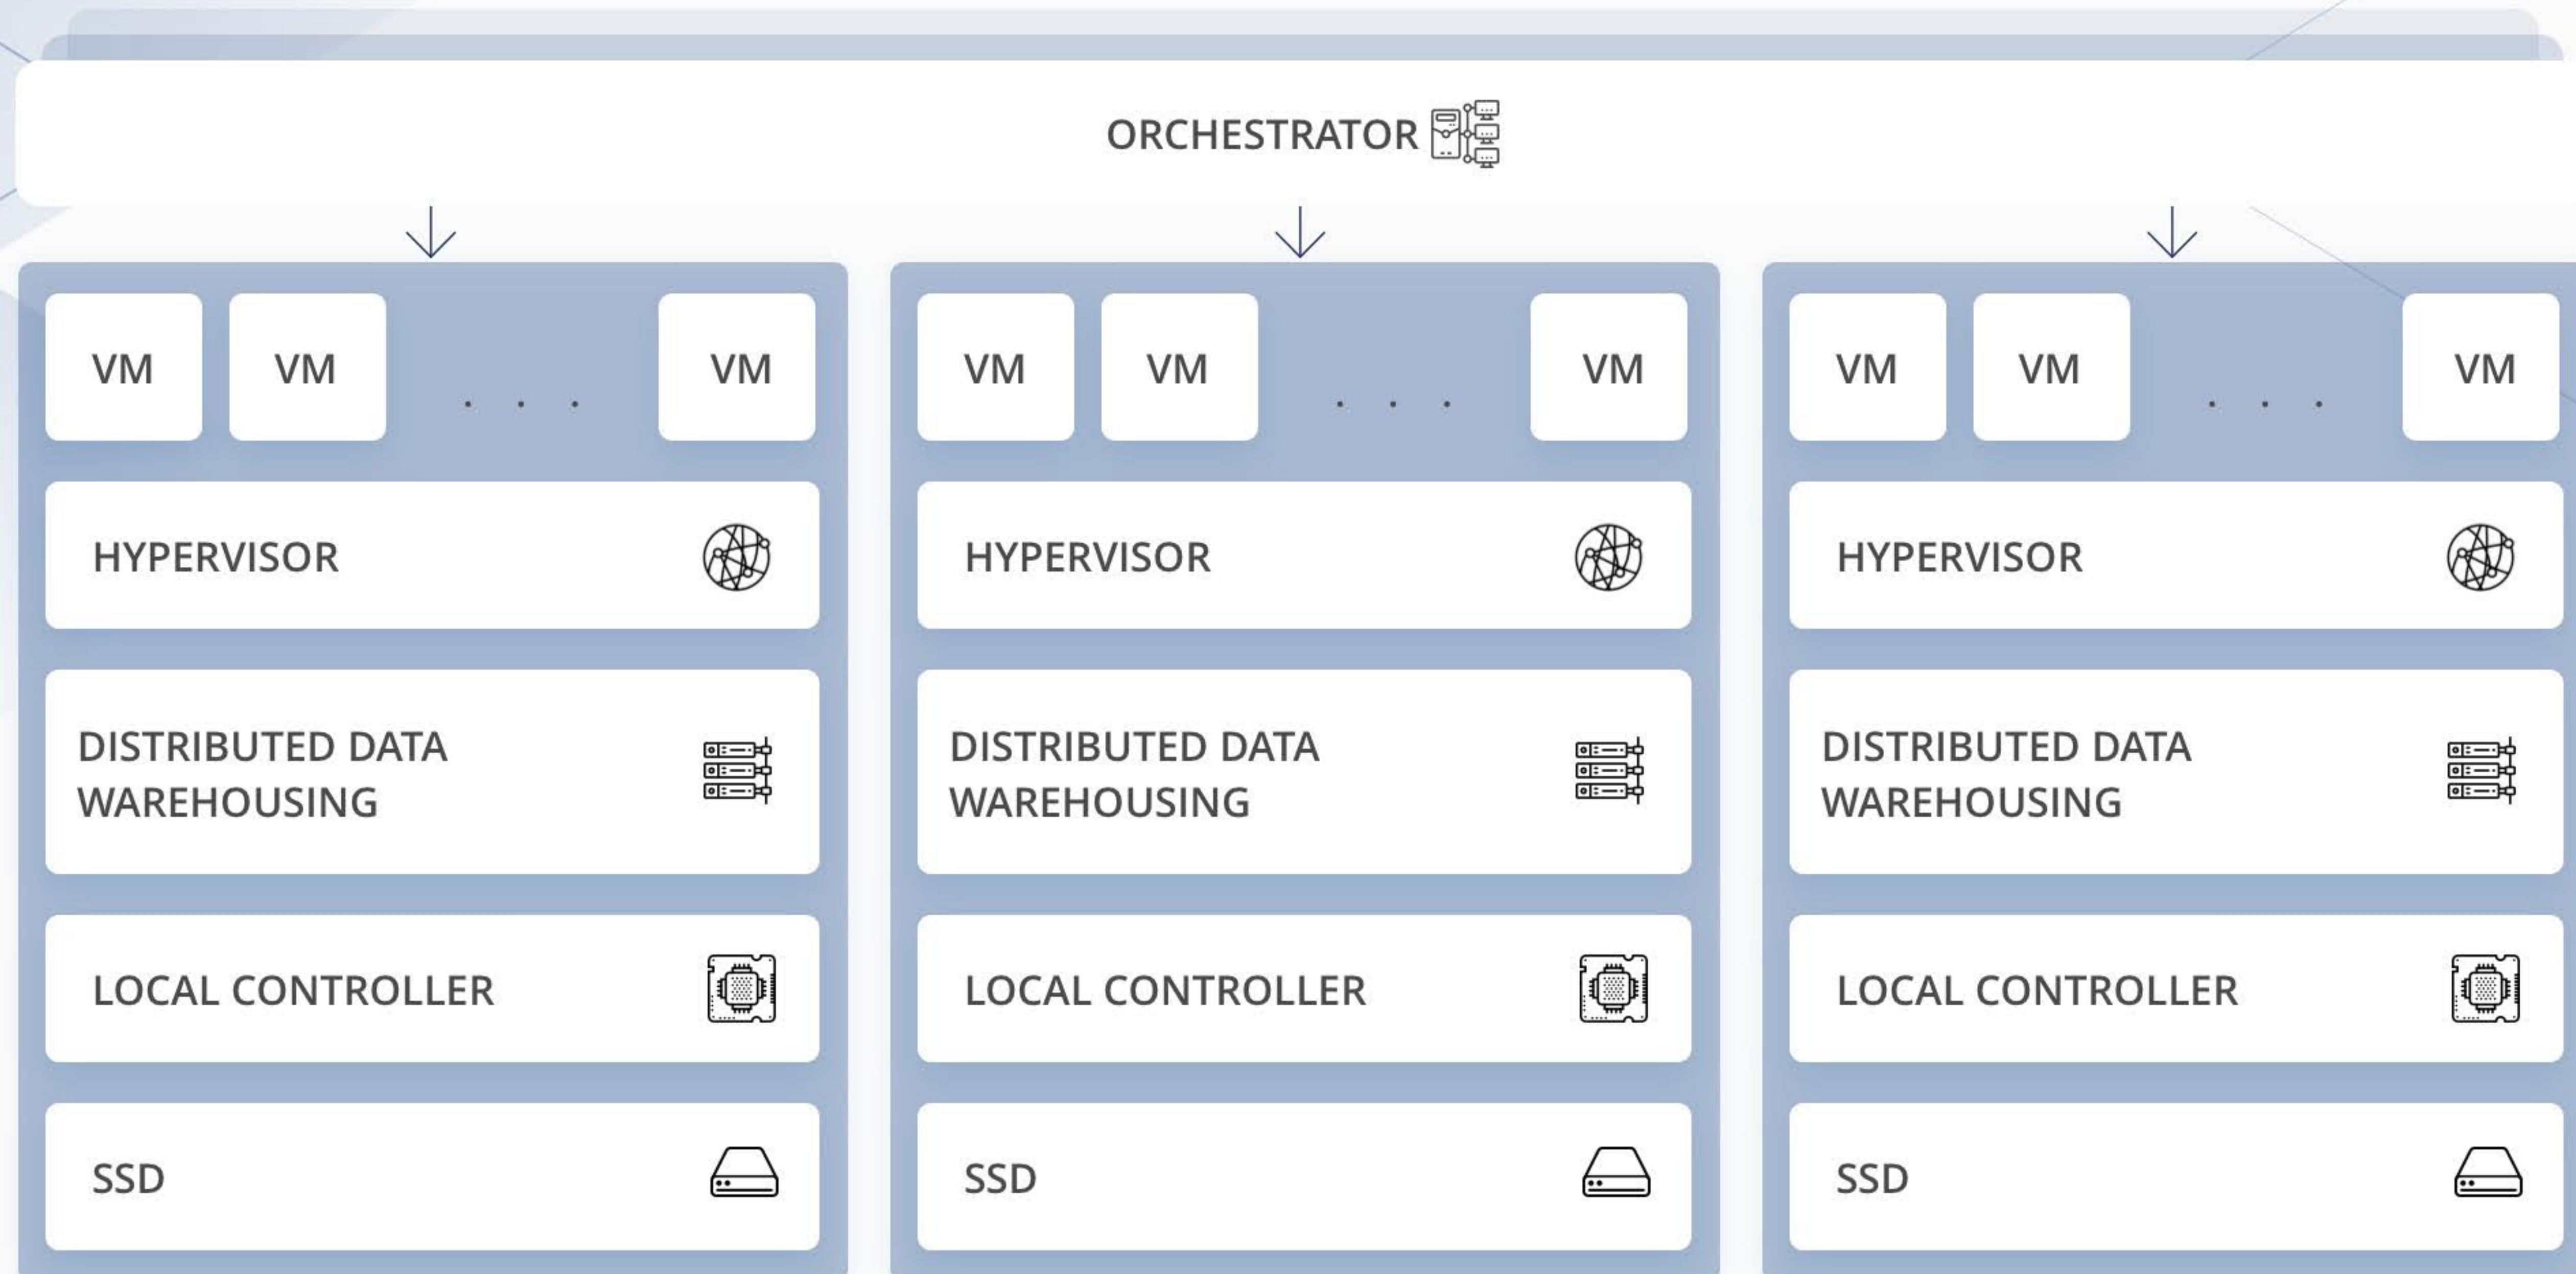 ORCHESTRATOR
VM VM . . . VM
HYPERVISOR
DISTRIBUTED DATA
WAREHOUSING
LOCAL CONTROLLER
SSD
VM VM . . . VM
HYPERVISOR
DISTRIBUTED DATA
WAREHOUSING
LOCAL CONTROLLER
SSD
VM VM . . . VM
HYPERVISOR
DISTRIBUTED DATA
WAREHOUSING
LOCAL CONTROLLER
SSD